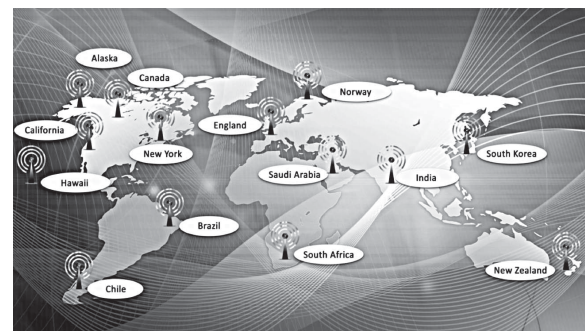 Alaska
Canada
Norway
California
England
New York
South Korea
Saudi Arabia
India
Hawaii
Brazil
South Africa
New Zealand
Chile